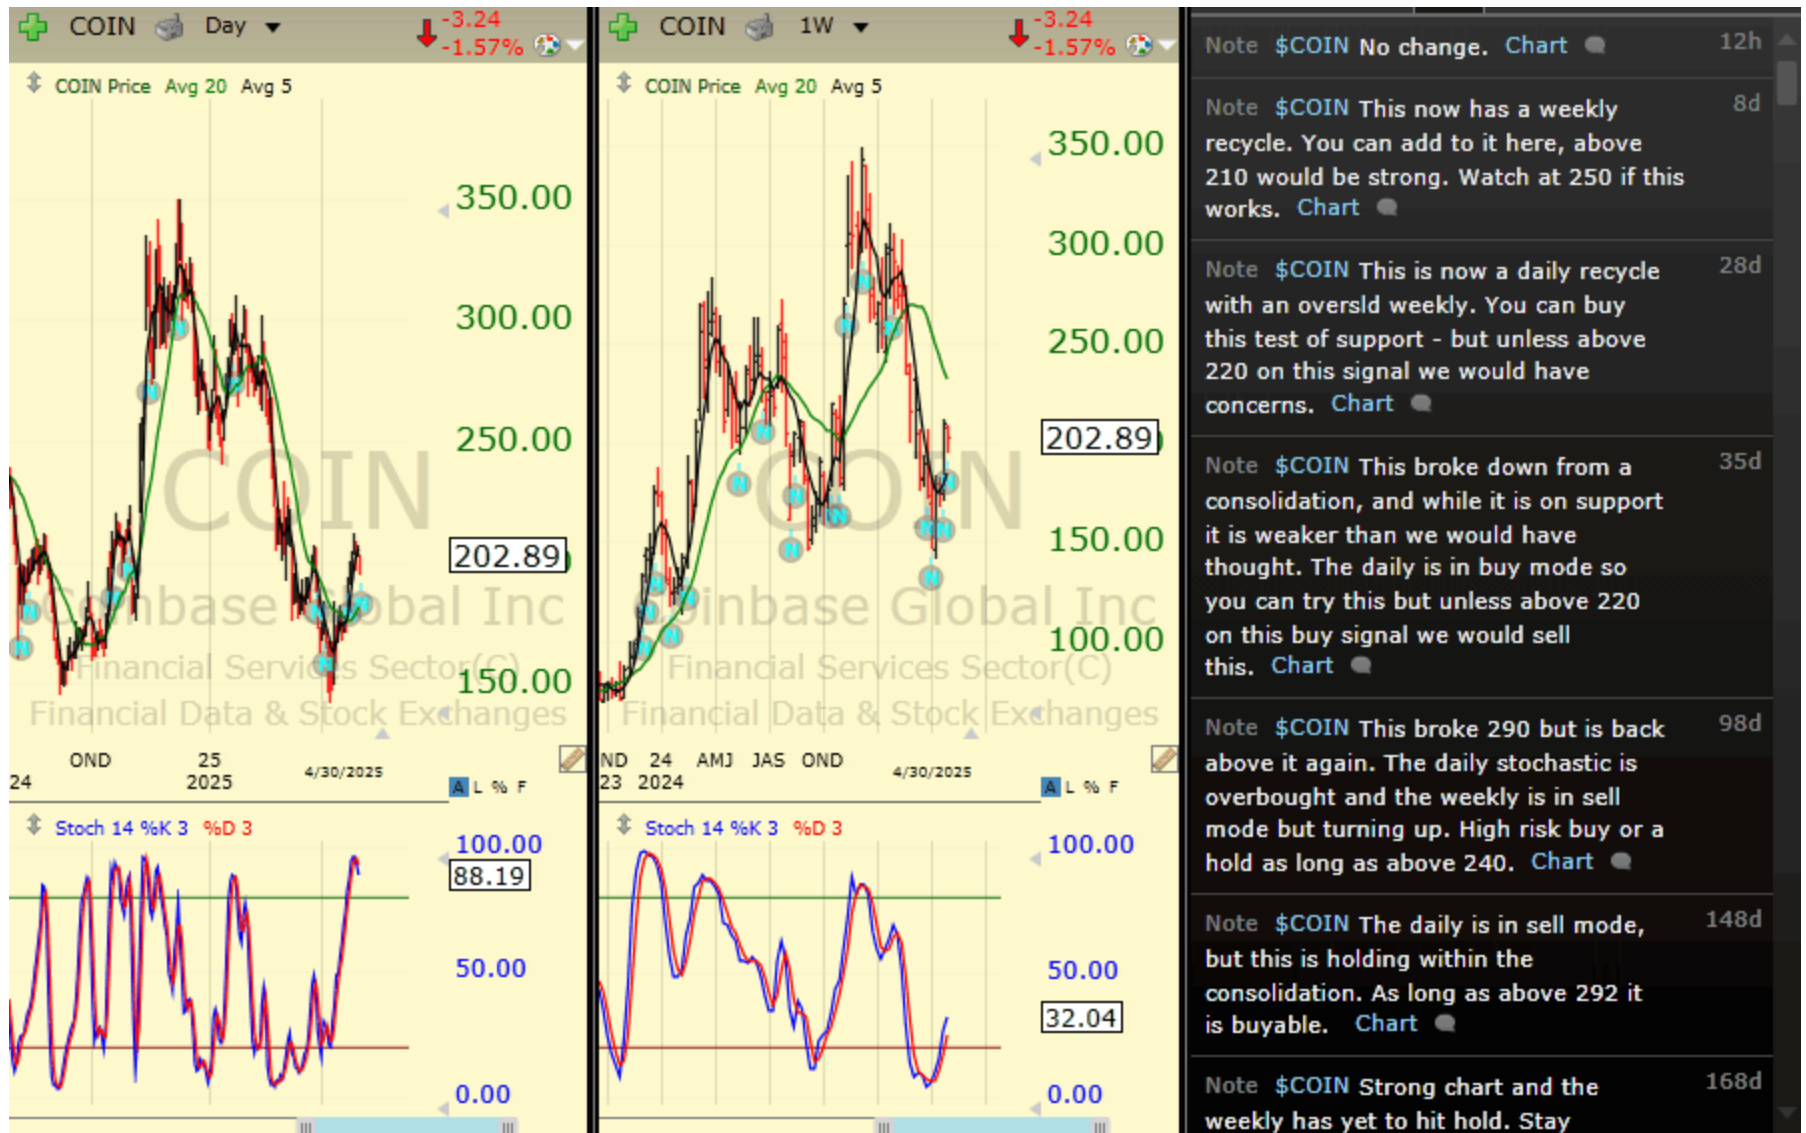 COIN Day
-3.24
-1.57%
COIN Price Avg 20 Avg 5
350.00
300.00
250.00
202.89
150.00
COIN
Coinbase Global Inc
Financial Services Sector(C)
Financial Data & Stock Exchanges
OND 25
24 2025 4/30/2025
A L % F
Stoch 14 %K 3 %D 3
100.00
88.19
50.00
0.00
COIN 1W
-3.24
-1.57%
COIN Price Avg 20 Avg 5
350.00
300.00
250.00
202.89
150.00
100.00
COIN
Coinbase Global Inc
Financial Services Sector(C)
Financial Data & Stock Exchanges
ND 24 AMJ JAS OND
23 2024 4/30/2025
A L % F
Stoch 14 %K 3 %D 3
100.00
50.00
32.04
0.00
Note $COIN No change. Chart 12h
Note $COIN This now has a weekly 8d
recycle. You can add to it here, above
210 would be strong. Watch at 250 if this
works. Chart
Note $COIN This is now a daily recycle 28d
with an oversld weekly. You can buy
this test of support - but unless above
220 on this signal we would have
concerns. Chart
Note $COIN This broke down from a 35d
consolidation, and while it is on support
it is weaker than we would have
thought. The daily is in buy mode so
you can try this but unless above 220
on this buy signal we would sell
this. Chart
Note $COIN This broke 290 but is back 98d
above it again. The daily stochastic is
overbought and the weekly is in sell
mode but turning up. High risk buy or a
hold as long as above 240. Chart
Note $COIN The daily is in sell mode, 148d
but this is holding within the
consolidation. As long as above 292 it
is buyable. Chart
Note $COIN Strong chart and the 168d
weekly has yet to hit hold. Stay